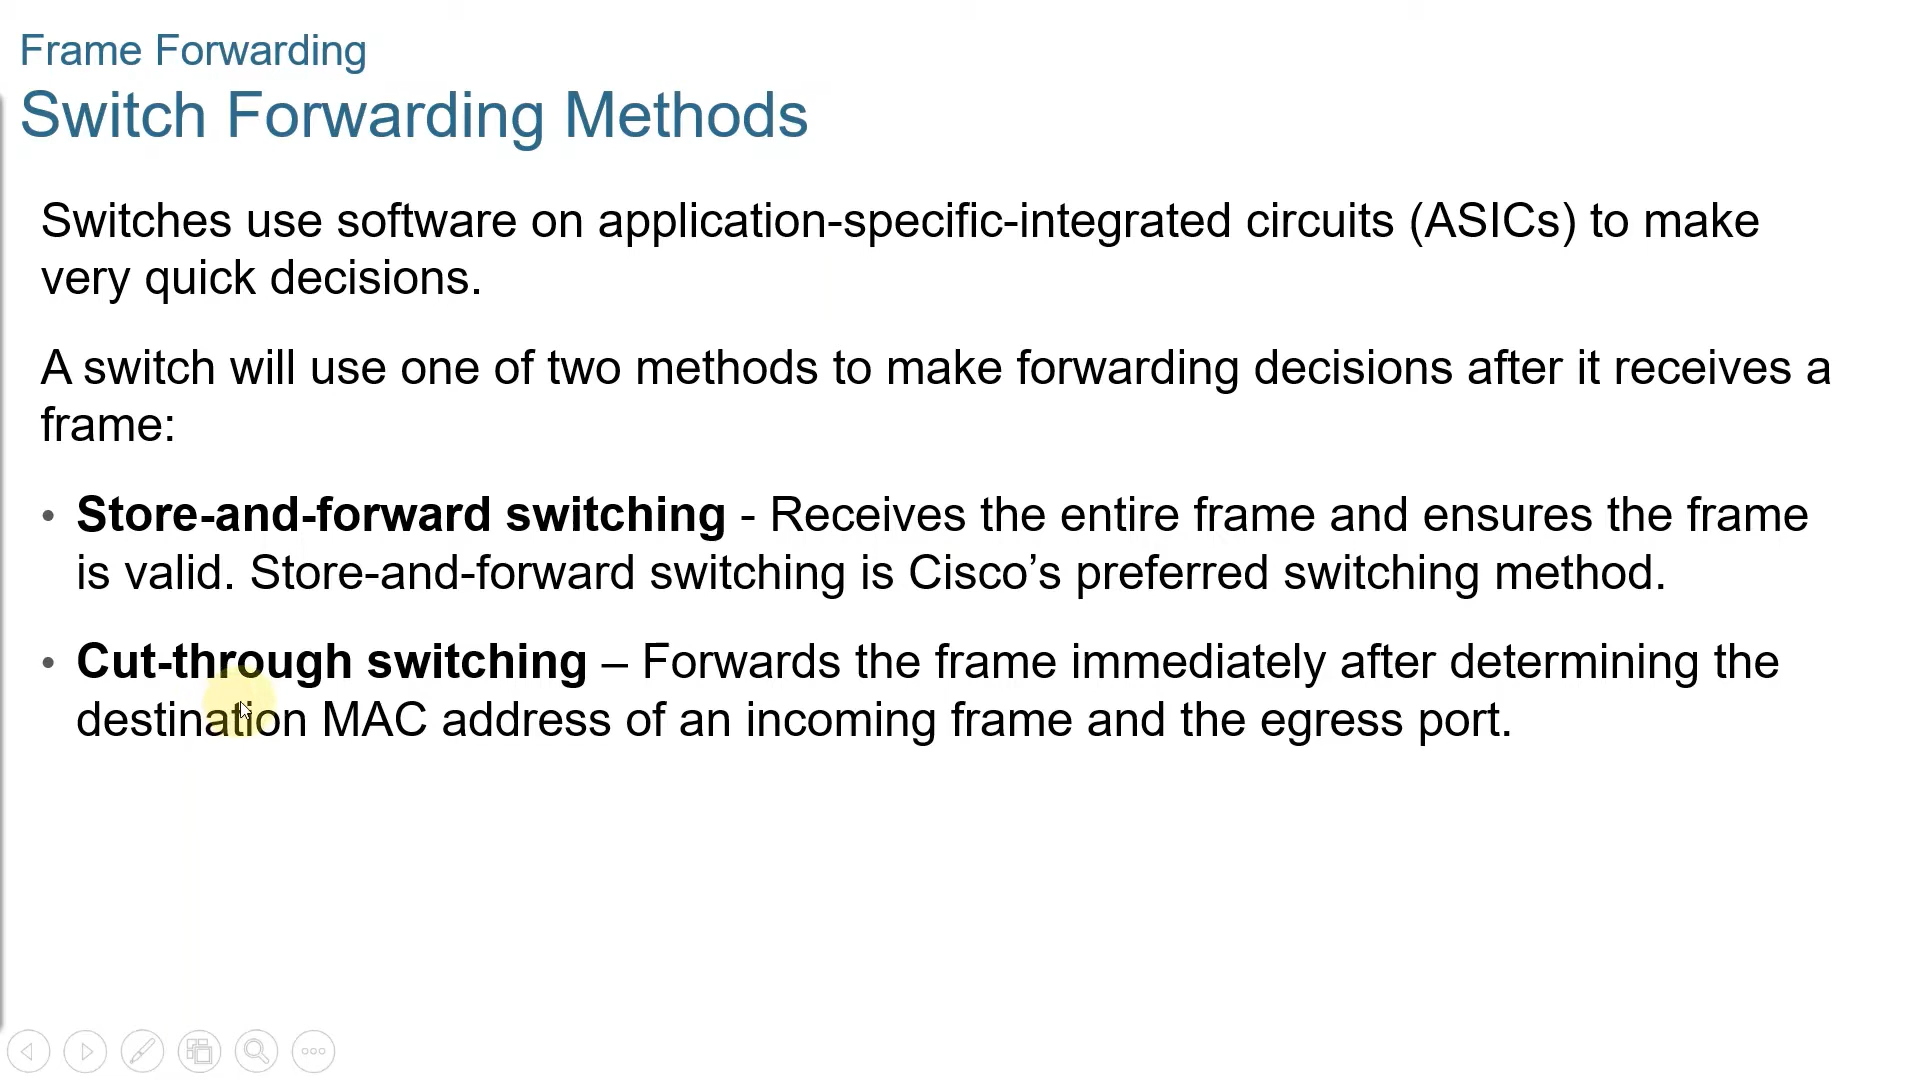 Frame Forwarding
Switch Forwarding Methods
Switches use software on application-specific-integrated circuits (ASICs) to make
very quick decisions.
A switch will use one of two methods to make forwarding decisions after it receives a
frame:
• Store-and-forward switching - Receives the entire frame and ensures the frame
is valid. Store-and-forward switching is Cisco’s preferred switching method.
• Cut-through switching – Forwards the frame immediately after determining the
destination MAC address of an incoming frame and the egress port.